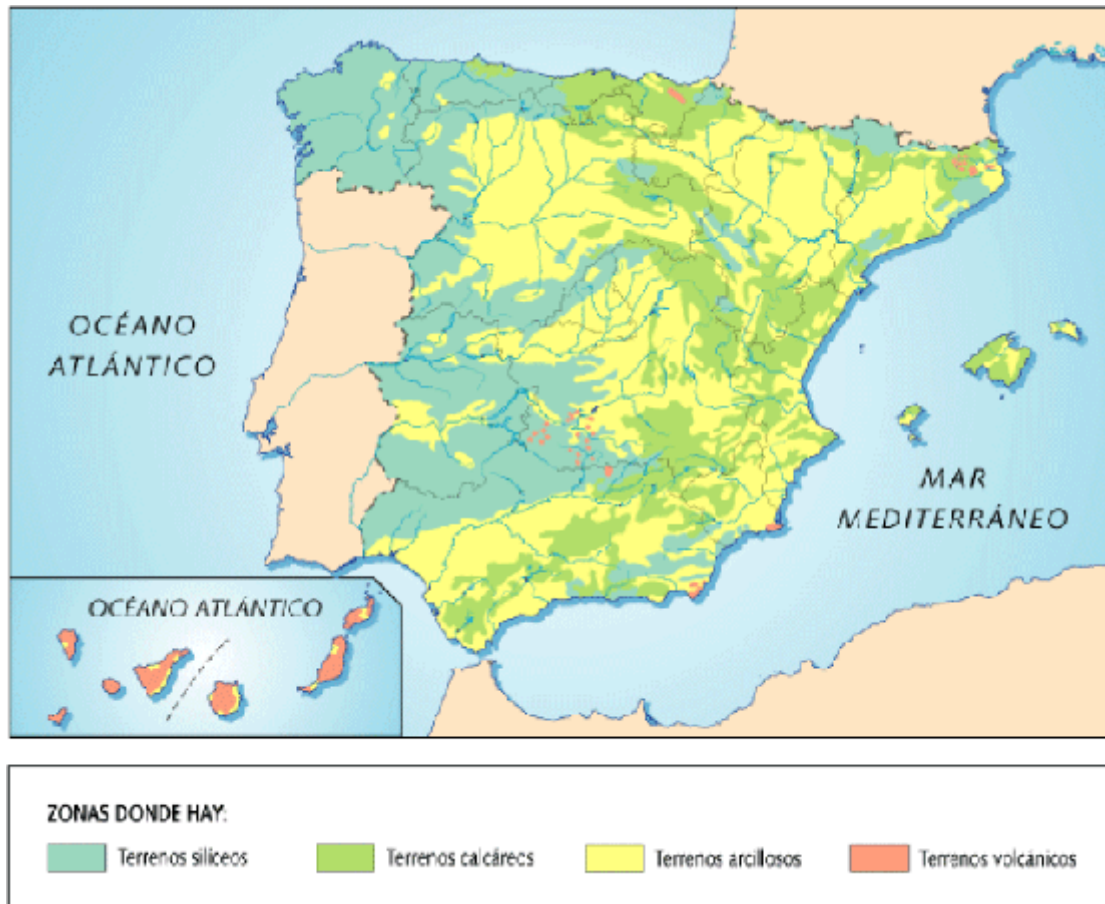 OCÉANO
ATLÁNTICO
MAR
MEDITERRÁNEO
OCÉANO ATLÁNTICO
ZONAS DONDE HAY:
Terrenos silíceos
Terrenos calcáreos
Terrenos arcillosos
Terrenos volcánicos